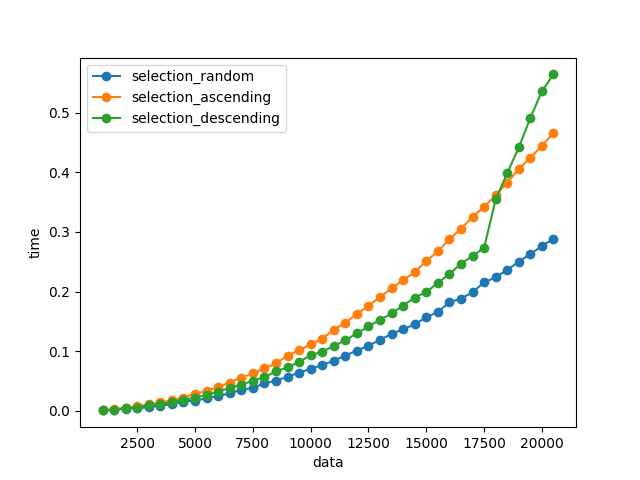 selection_random
selection_ascending
selection_descending
0.5
0.4
0.3
0.2
0.1
0.0
time
2500 5000 7500 10000 12500 15000 17500 20000
data